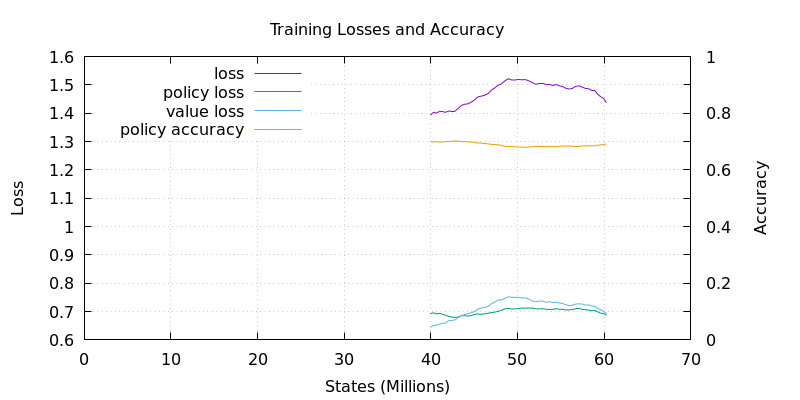 Training Losses and Accuracy
1.6
1.5
1.4
1.3
1.2
1.1
1
0.9
0.8
0.7
0.6
Loss
loss
policy loss
value loss
policy accuracy
1
0.8
0.6
0.4
0.2
0
Accuracy
0 10 20 30 40 50 60 70
States (Millions)